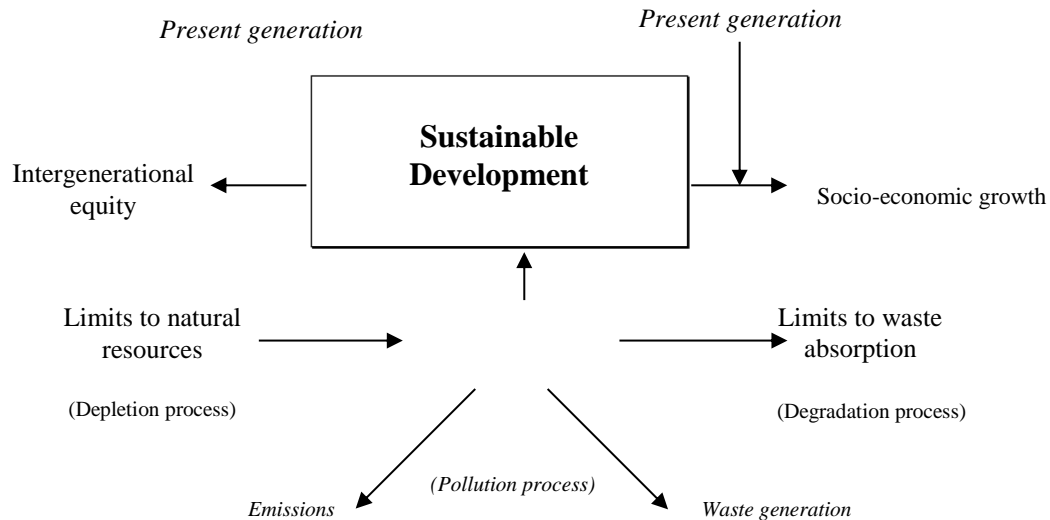 Present generation
Present generation
Sustainable
Development
Intergenerational
equity
Socio-economic growth
Limits to natural
resources
Limits to waste
absorption
(Depletion process)
(Degradation process)
(Pollution process)
Emissions
Waste generation